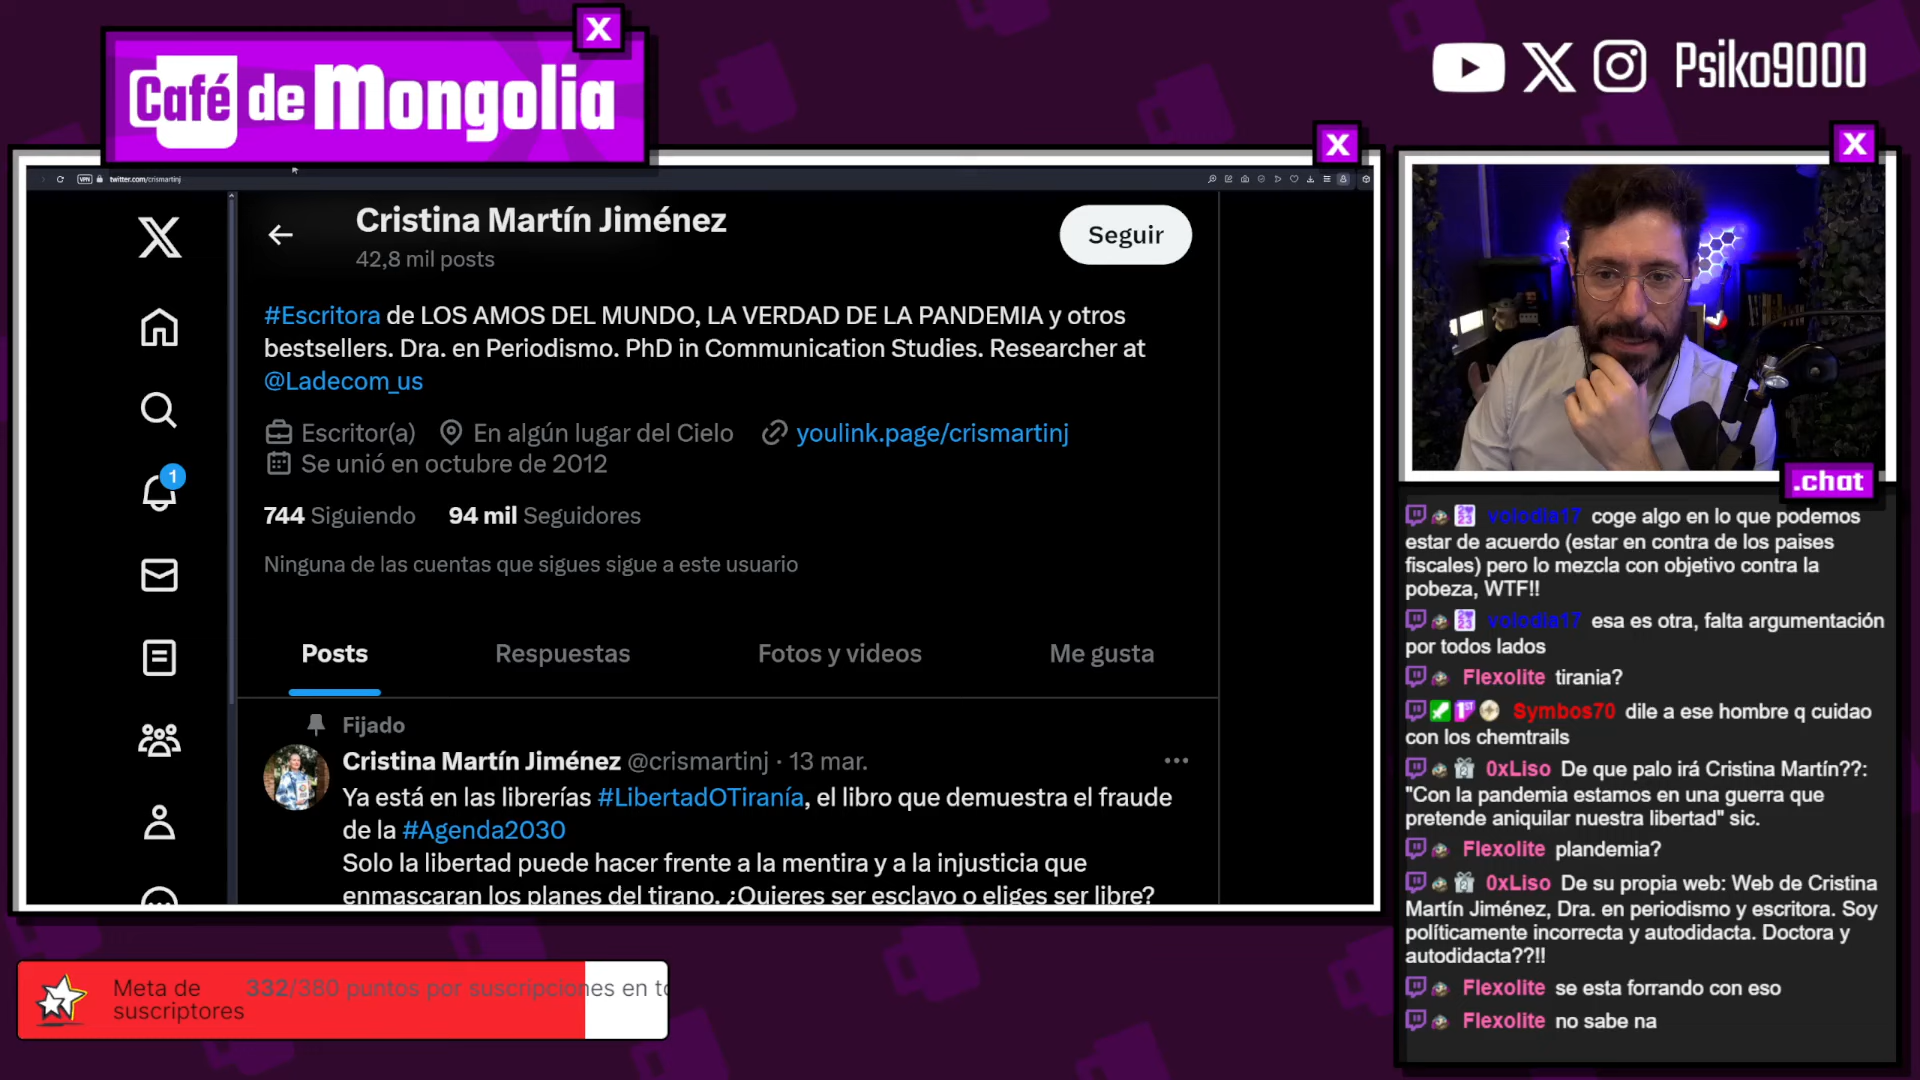 X
Café de Mongolia
Psiko9000
X
X
VPN
twitter.com/crismartinj
Cristina Martín Jiménez
42,8 mil posts
Seguir
#Escritora de LOS AMOS DEL MUNDO, LA VERDAD DE LA PANDEMIA y otros
bestsellers. Dra. en Periodismo. PhD in Communication Studies. Researcher at
@Ladecom_us
Escritor(a) En algún lugar del Cielo youlink.page/crismartinj
Se unió en octubre de 2012
744 Siguiendo 94 mil Seguidores
Ninguna de las cuentas que sigues sigue a este usuario
1
Posts Respuestas Fotos y videos Me gusta
Fijado
Cristina Martín Jiménez @crismartinj · 13 mar.
Ya está en las librerías #LibertadOTiranía, el libro que demuestra el fraude
de la #Agenda2030
Solo la libertad puede hacer frente a la mentira y a la injusticia que
enmascaran los planes del tirano. ¿Quieres ser esclavo o eliges ser libre?
.chat
volodia17 coge algo en lo que podemos
estar de acuerdo (estar en contra de los paises
fiscales) pero lo mezcla con objetivo contra la
pobeza, WTF!!
volodia17 esa es otra, falta argumentación
por todos lados
Flexolite tirania?
Symbos70 dile a ese hombre q cuidao
con los chemtrails
0xLiso De que palo irá Cristina Martín??:
"Con la pandemia estamos en una guerra que
pretende aniquilar nuestra libertad" sic.
Flexolite plandemia?
0xLiso De su propia web: Web de Cristina
Martín Jiménez, Dra. en periodismo y escritora. Soy
políticamente incorrecta y autodidacta. Doctora y
autodidacta??!!
Flexolite se esta forrando con eso
Flexolite no sabe na
Meta de
suscriptores
332/380 puntos por suscripciones en